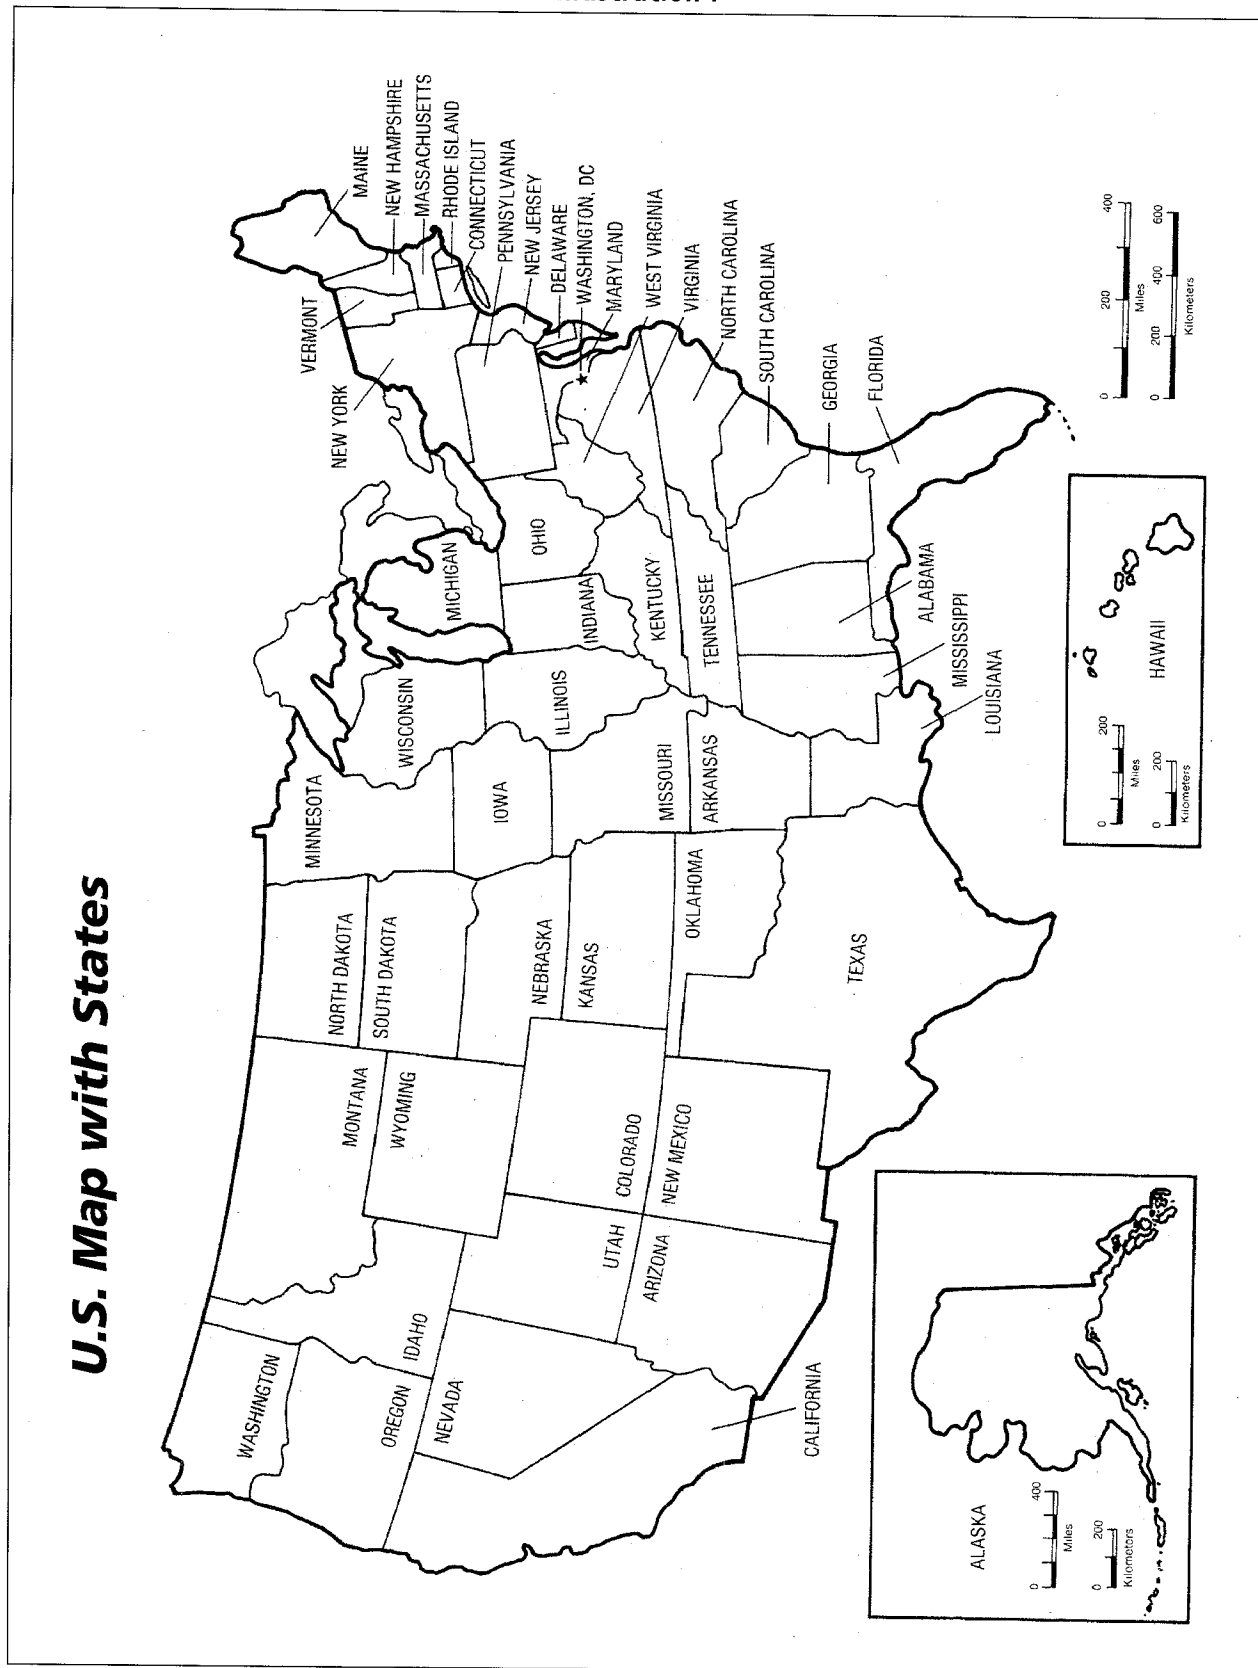 U.S. Map with States
WASHINGTON
OREGON
IDAHO
MONTANA
WYOMING
NEVADA
CALIFORNIA
UTAH
ARIZONA
COLORADO
NEW MEXICO
NORTH DAKOTA
SOUTH DAKOTA
NEBRASKA
KANSAS
OKLAHOMA
TEXAS
MINNESOTA
IOWA
MISSOURI
ARKANSAS
LOUISIANA
WISCONSIN
ILLINOIS
MICHIGAN
INDIANA
OHIO
KENTUCKY
TENNESSEE
MISSISSIPPI
ALABAMA
NEW YORK
VERMONT
MAINE
NEW HAMPSHIRE
MASSACHUSETTS
RHODE ISLAND
CONNECTICUT
PENNSYLVANIA
NEW JERSEY
DELAWARE
WASHINGTON, DC
MARYLAND
WEST VIRGINIA
VIRGINIA
NORTH CAROLINA
SOUTH CAROLINA
GEORGIA
FLORIDA
ALASKA
0 400
Miles
0 200
Kilometers
HAWAII
0 200
Miles
0 200
Kilometers
0 200 400
Miles
0 200 400 600
Kilometers